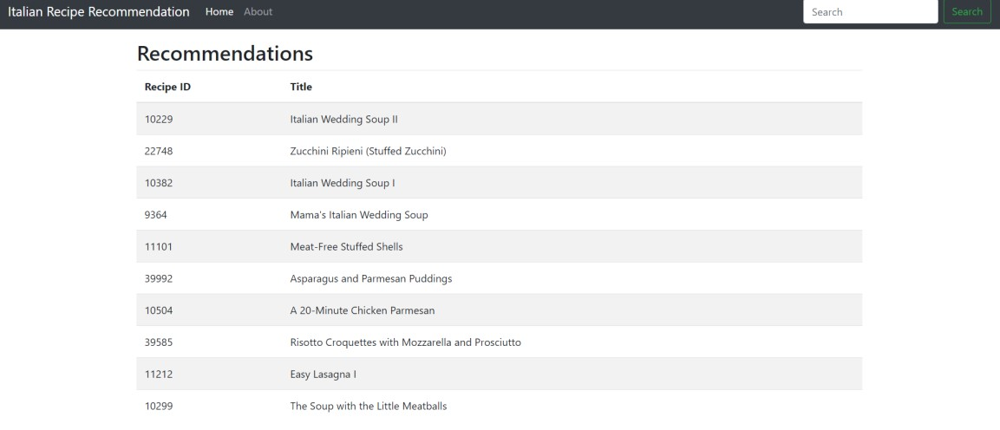 Italian Recipe Recommendation Home About Search Search
Recommendations
Recipe ID Title
10229 Italian Wedding Soup II
22748 Zucchini Ripieni (Stuffed Zucchini)
10382 Italian Wedding Soup I
9364 Mama's Italian Wedding Soup
11101 Meat-Free Stuffed Shells
39992 Asparagus and Parmesan Puddings
10504 A 20-Minute Chicken Parmesan
39585 Risotto Croquettes with Mozzarella and Prosciutto
11212 Easy Lasagna I
10299 The Soup with the Little Meatballs